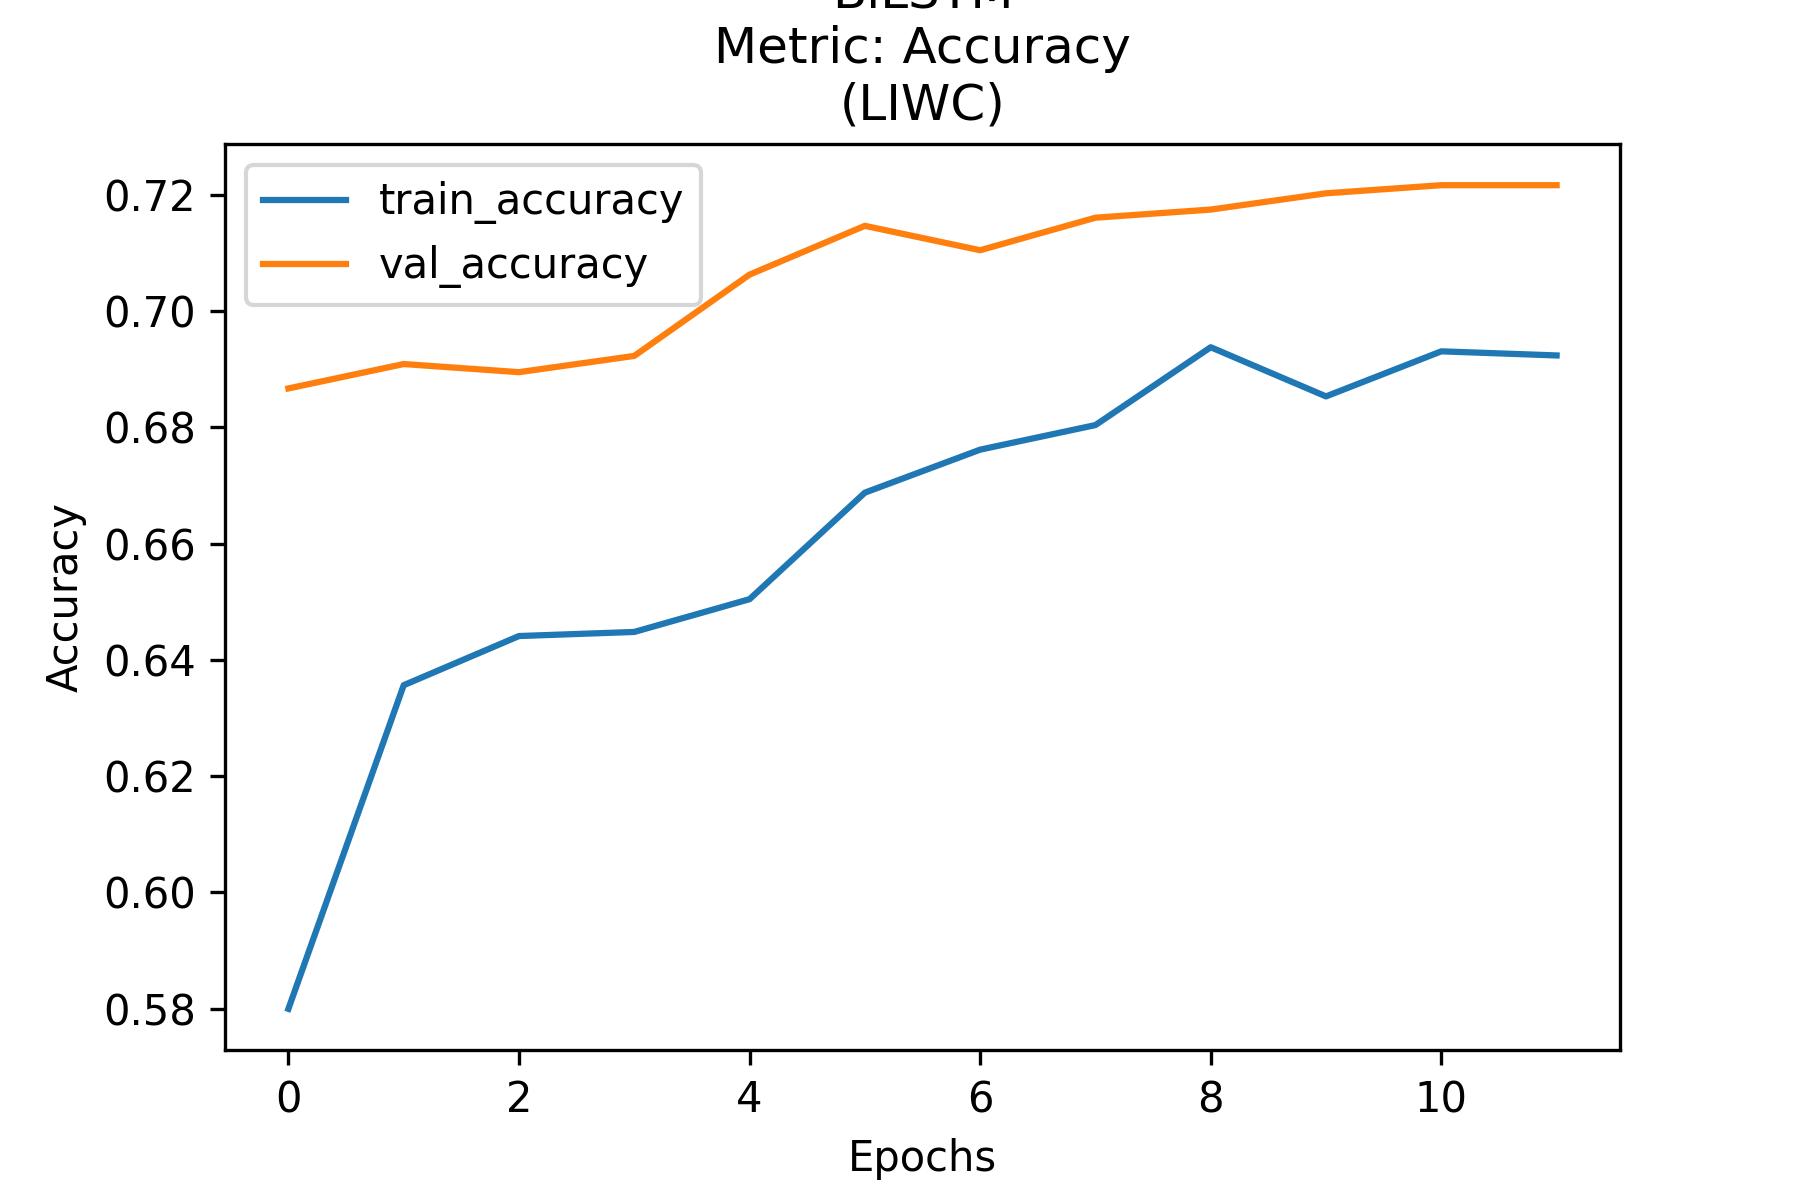 BiLSTM
Metric: Accuracy
(LIWC)
train_accuracy
val_accuracy
0.72
0.70
0.68
0.66
0.64
0.62
0.60
0.58
Accuracy
0 2 4 6 8 10
Epochs